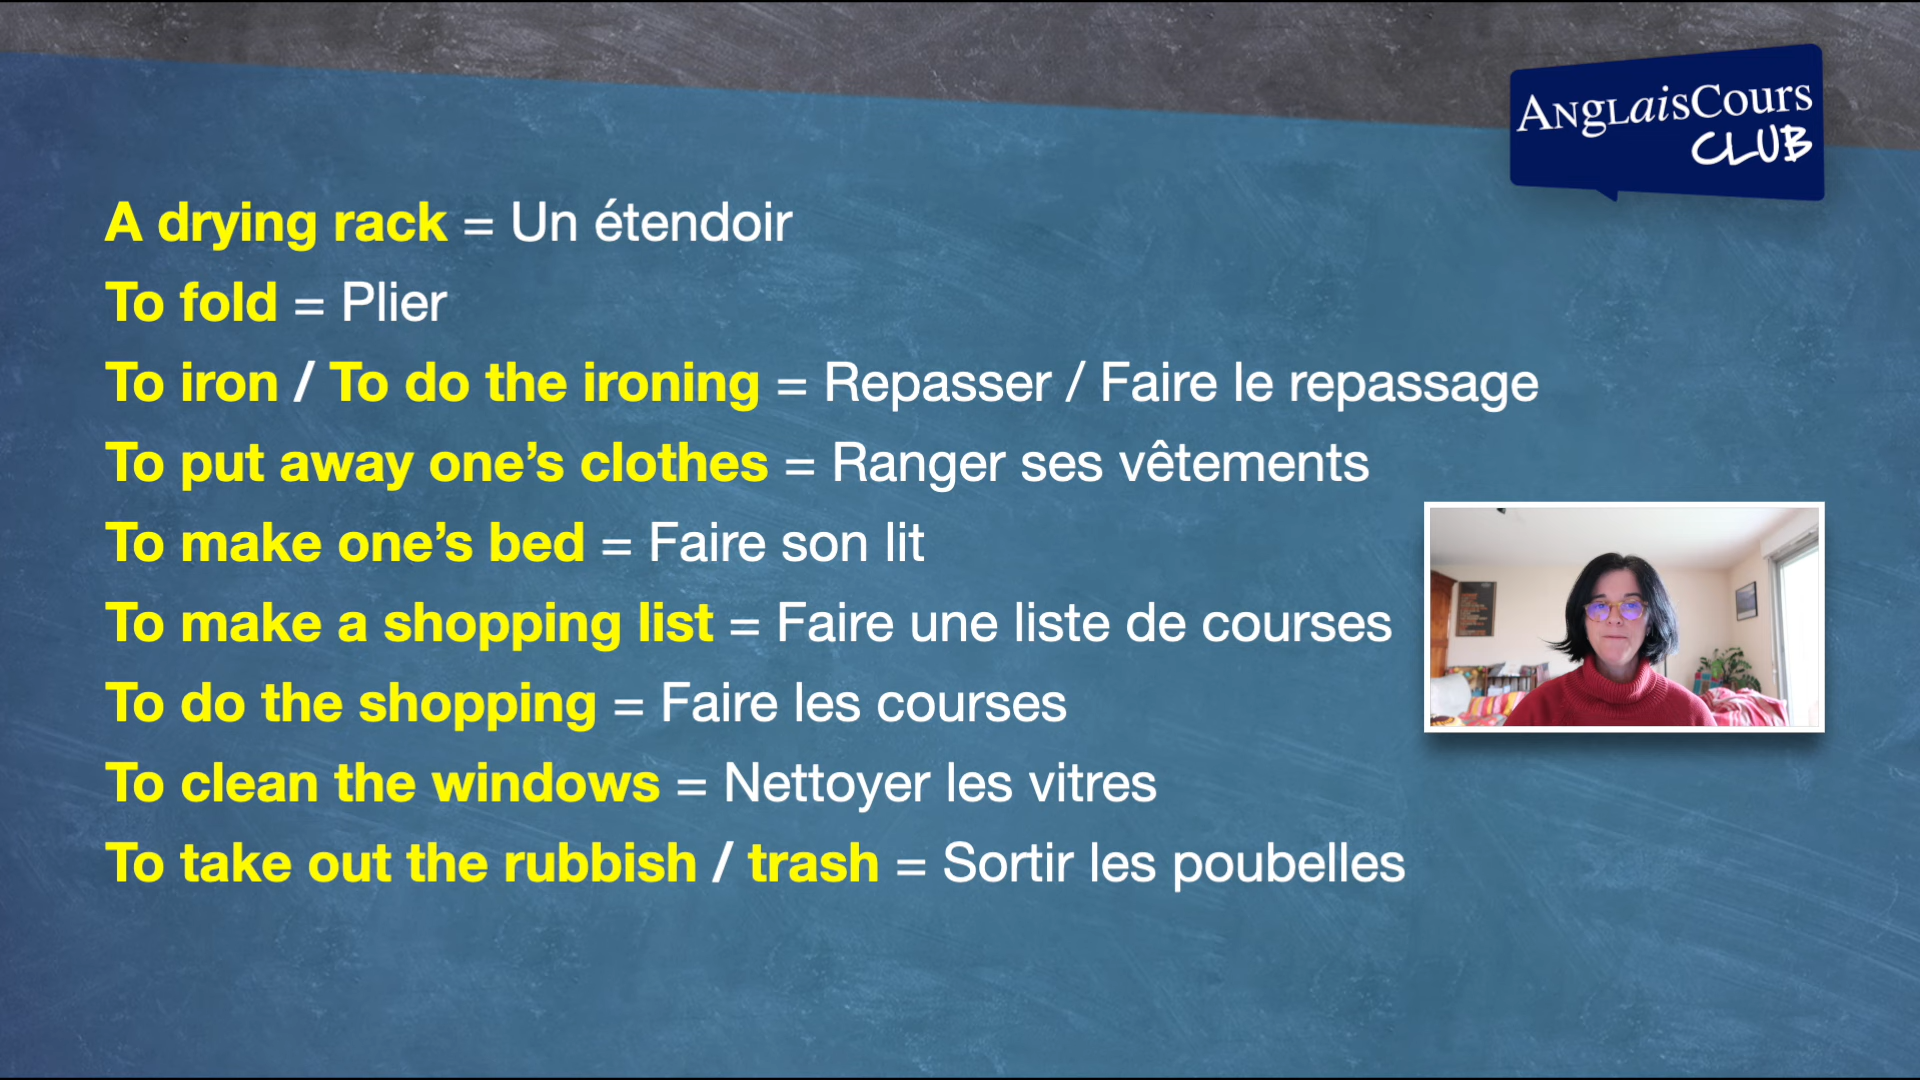 AnglaisCours
CLUB
A drying rack = Un étendoir
To fold = Plier
To iron / To do the ironing = Repasser / Faire le repassage
To put away one’s clothes = Ranger ses vêtements
To make one’s bed = Faire son lit
To make a shopping list = Faire une liste de courses
To do the shopping = Faire les courses
To clean the windows = Nettoyer les vitres
To take out the rubbish / trash = Sortir les poubelles